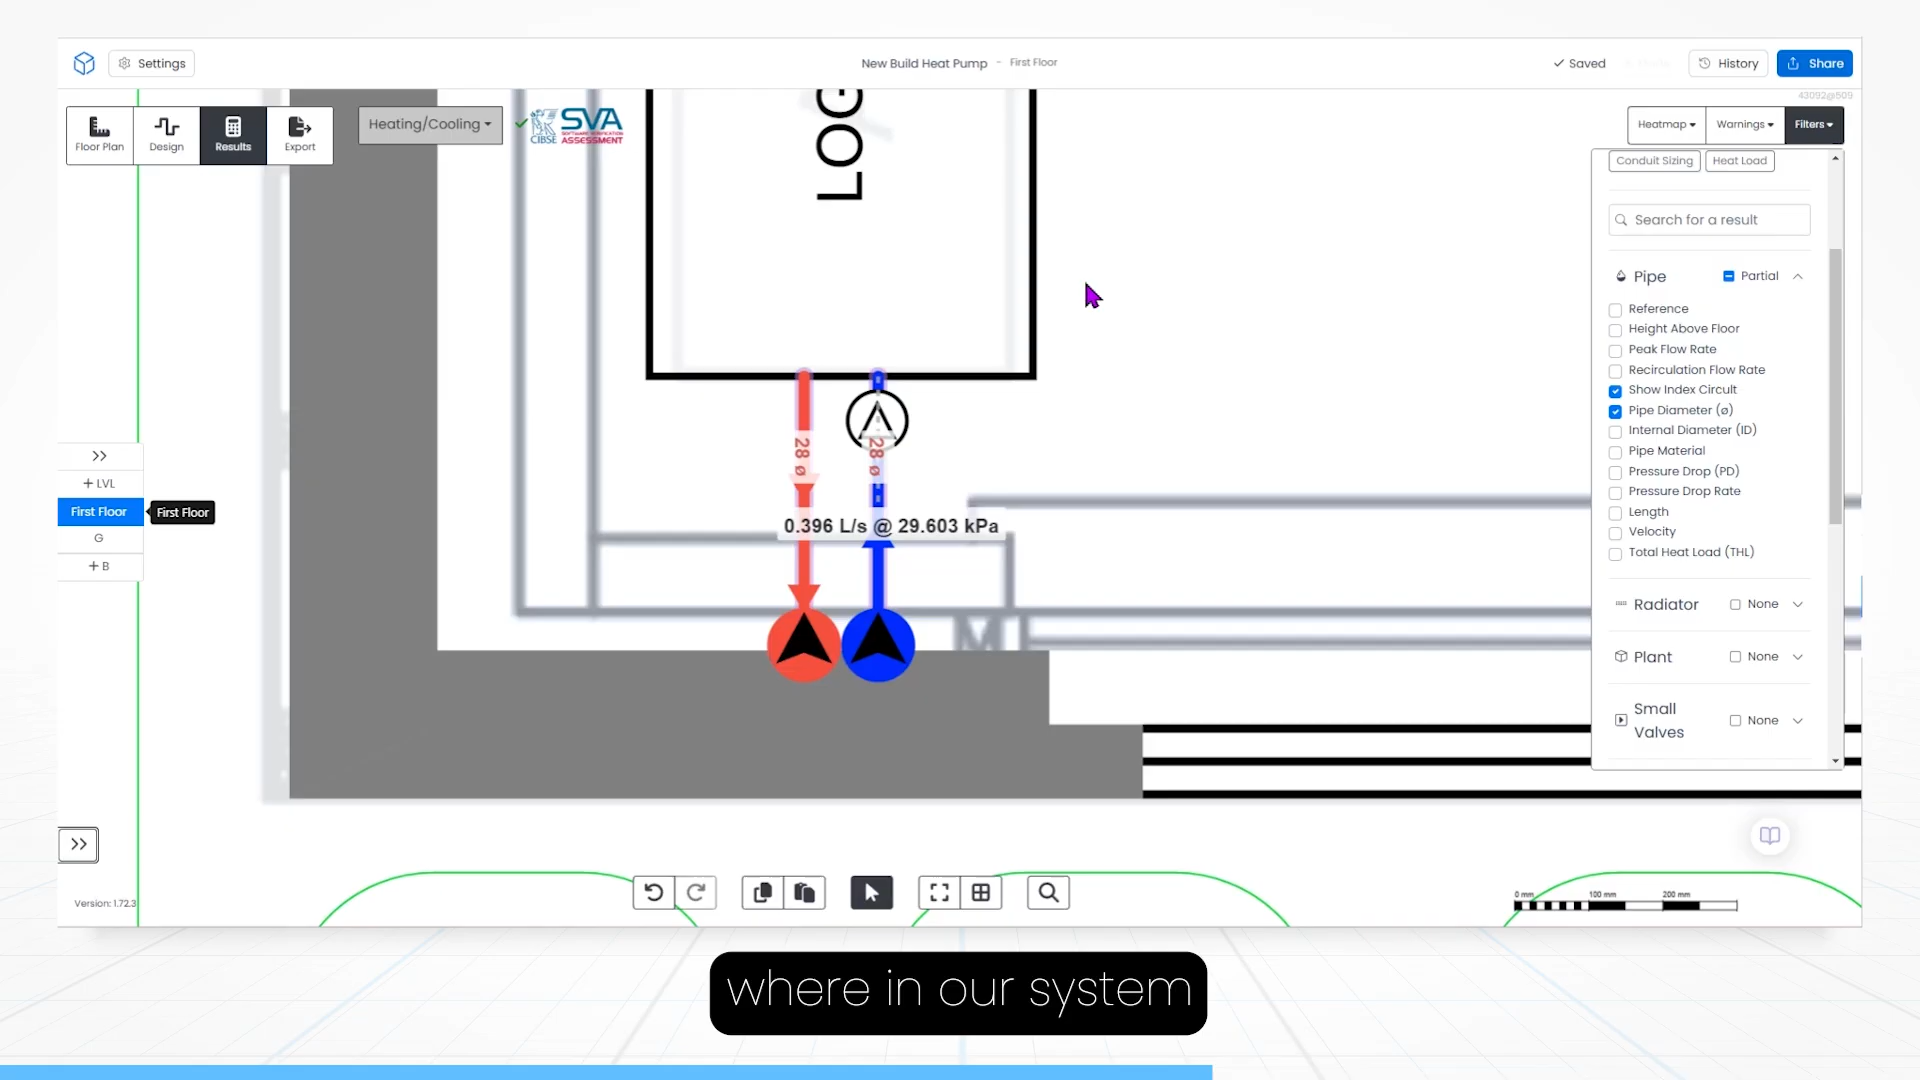 Settings
New Build Heat Pump - First Floor
Saved
History
Share
43092@509
Floor Plan
Design
Results
Export
Heating/Cooling
CIBSE
SVA
SOFTWARE VERIFICATION
ASSESSMENT
Heatmap
Warnings
Filters
Conduit Sizing
Heat Load
Search for a result
Pipe
Partial
Reference
Height Above Floor
Peak Flow Rate
Recirculation Flow Rate
Show Index Circuit
Pipe Diameter (ø)
Internal Diameter (ID)
Pipe Material
Pressure Drop (PD)
Pressure Drop Rate
Length
Velocity
Total Heat Load (THL)
Radiator
None
Plant
None
Small
Valves
None
LOG
28 ø
28 ø
0.396 L/s @ 29.603 kPa
M
+ LVL
First Floor
First Floor
G
+ B
Version: 1.72.3
0 mm
100 mm
200 mm
where in our system